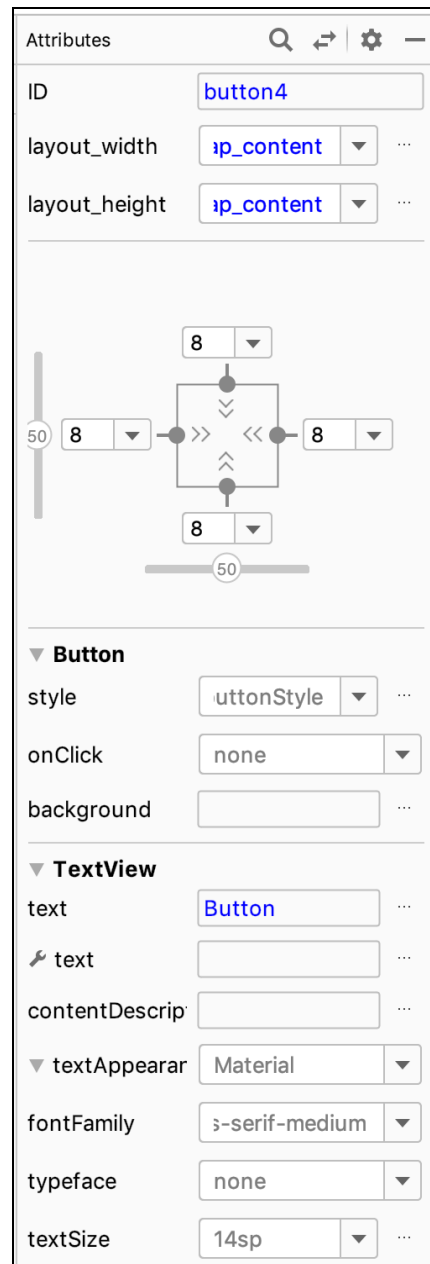 Attributes
ID button4
layout_width ap_content ...
layout_height ap_content ...
8
50 8 >> << 8
8
50
Button
style uttonStyle ...
onClick none
background ...
TextView
text Button ...
text ...
contentDescrip ...
textAppearar Material
fontFamily s-serif-medium
typeface none
textSize 14sp ...